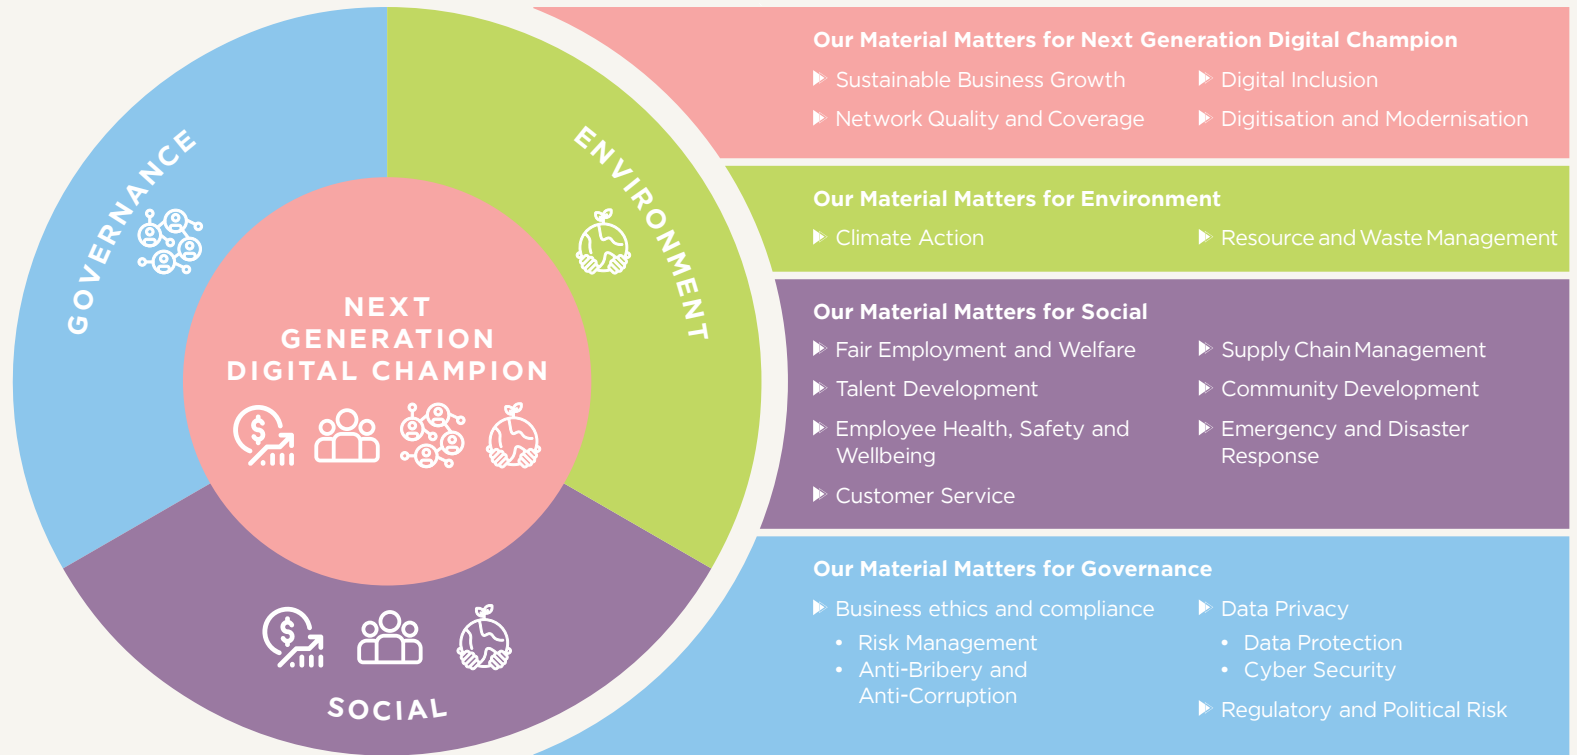 GOVERNANCE
ENVIRONMENT
NEXT
GENERATION
DIGITAL CHAMPION
SOCIAL
Our Material Matters for Next Generation Digital Champion
Sustainable Business Growth
Network Quality and Coverage
Digital Inclusion
Digitisation and Modernisation
Our Material Matters for Environment
Climate Action
Resource and Waste Management
Our Material Matters for Social
Fair Employment and Welfare
Talent Development
Employee Health, Safety and
Wellbeing
Customer Service
Supply Chain Management
Community Development
Emergency and Disaster
Response
Our Material Matters for Governance
Business ethics and compliance
• Risk Management
• Anti-Bribery and
Anti-Corruption
Data Privacy
• Data Protection
• Cyber Security
Regulatory and Political Risk